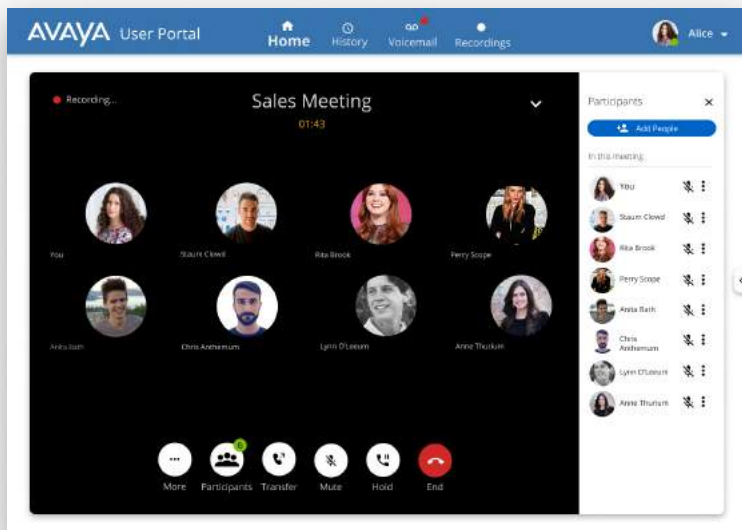 AVAYA User Portal
Home
History
Voicemail
Recordings
Alice
Recording...
Sales Meeting
01:43
You
Staum Clowd
Rita Brook
Perry Scope
Anita Bath
Chris Anthemum
Lynn O'Leeum
Anne Thurium
More
Participants
6
Transfer
Mute
Hold
End
Participants
Add People
In this meeting
You
Staum Clowd
Rita Brook
Perry Scope
Anita Bath
Chris
Anthemum
Lynn O'Leeum
Anne Thurium